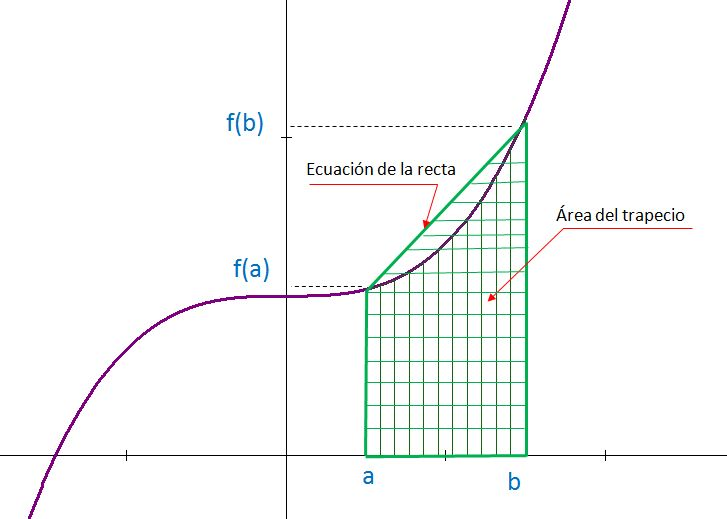 f(b)
Ecuación de la recta
Área del trapecio
f(a)
a
b